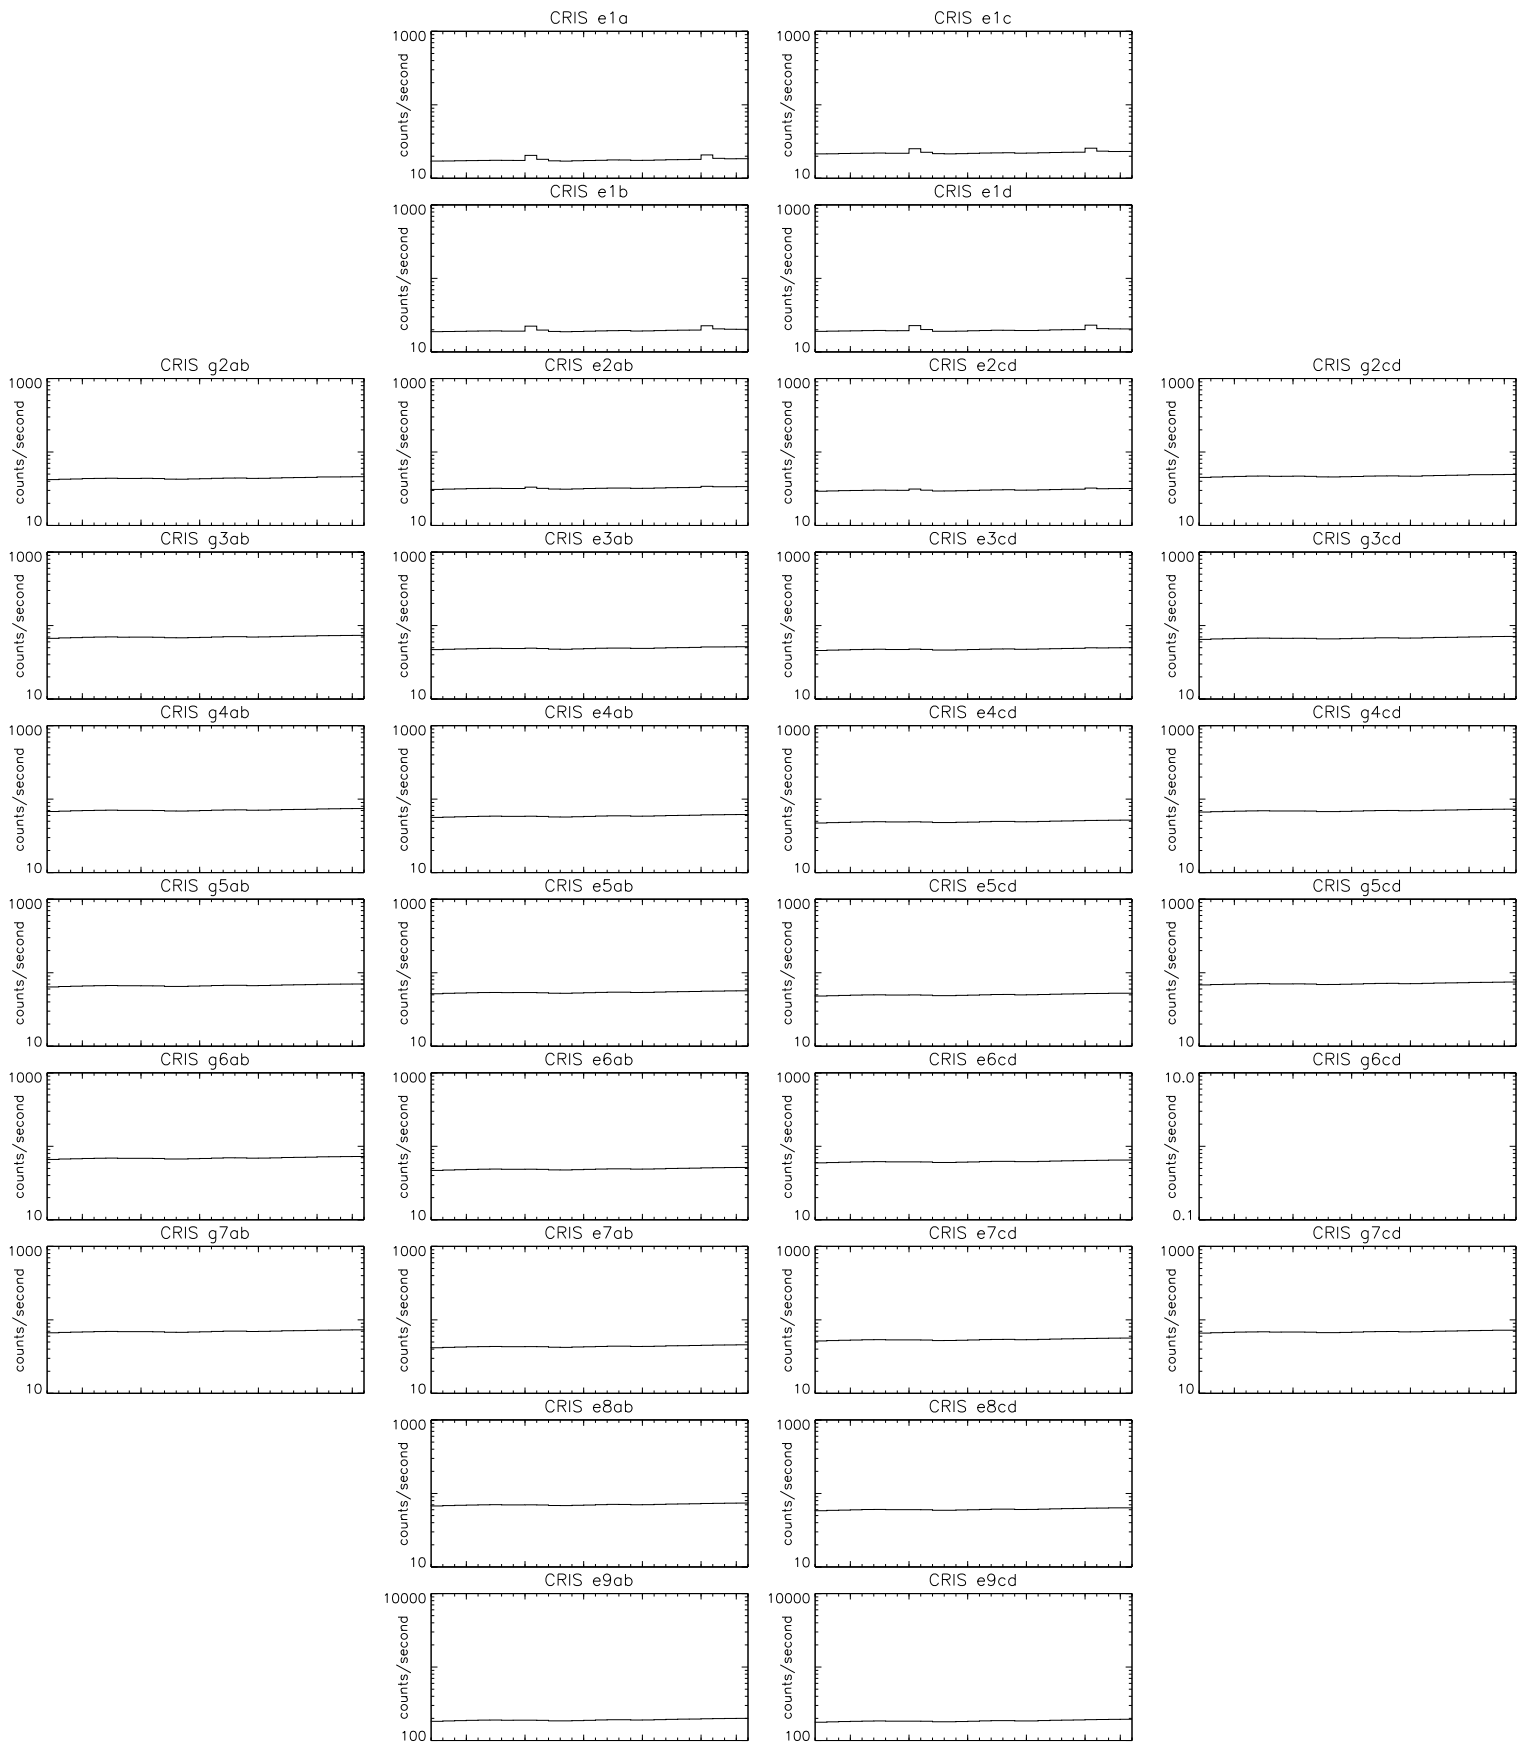 CRIS e1a CRIS e1c
1000 1000
counts/second counts/second
10 10
CRIS e1b CRIS e1d
1000 1000
counts/second counts/second
10 10
CRIS g2ab CRIS e2ab CRIS e2cd CRIS g2cd
1000 1000 1000 1000
counts/second counts/second counts/second counts/second
10 10 10 10
CRIS g3ab CRIS e3ab CRIS e3cd CRIS g3cd
1000 1000 1000 1000
counts/second counts/second counts/second counts/second
10 10 10 10
CRIS g4ab CRIS e4ab CRIS e4cd CRIS g4cd
1000 1000 1000 1000
counts/second counts/second counts/second counts/second
10 10 10 10
CRIS g5ab CRIS e5ab CRIS e5cd CRIS g5cd
1000 1000 1000 1000
counts/second counts/second counts/second counts/second
10 10 10 10
CRIS g6ab CRIS e6ab CRIS e6cd CRIS g6cd
1000 1000 1000 10.0
counts/second counts/second counts/second counts/second
10 10 10 0.1
CRIS g7ab CRIS e7ab CRIS e7cd CRIS g7cd
1000 1000 1000 1000
counts/second counts/second counts/second counts/second
10 10 10 10
CRIS e8ab CRIS e8cd
1000 1000
counts/second counts/second
10 10
CRIS e9ab CRIS e9cd
10000 10000
counts/second counts/second
100 100